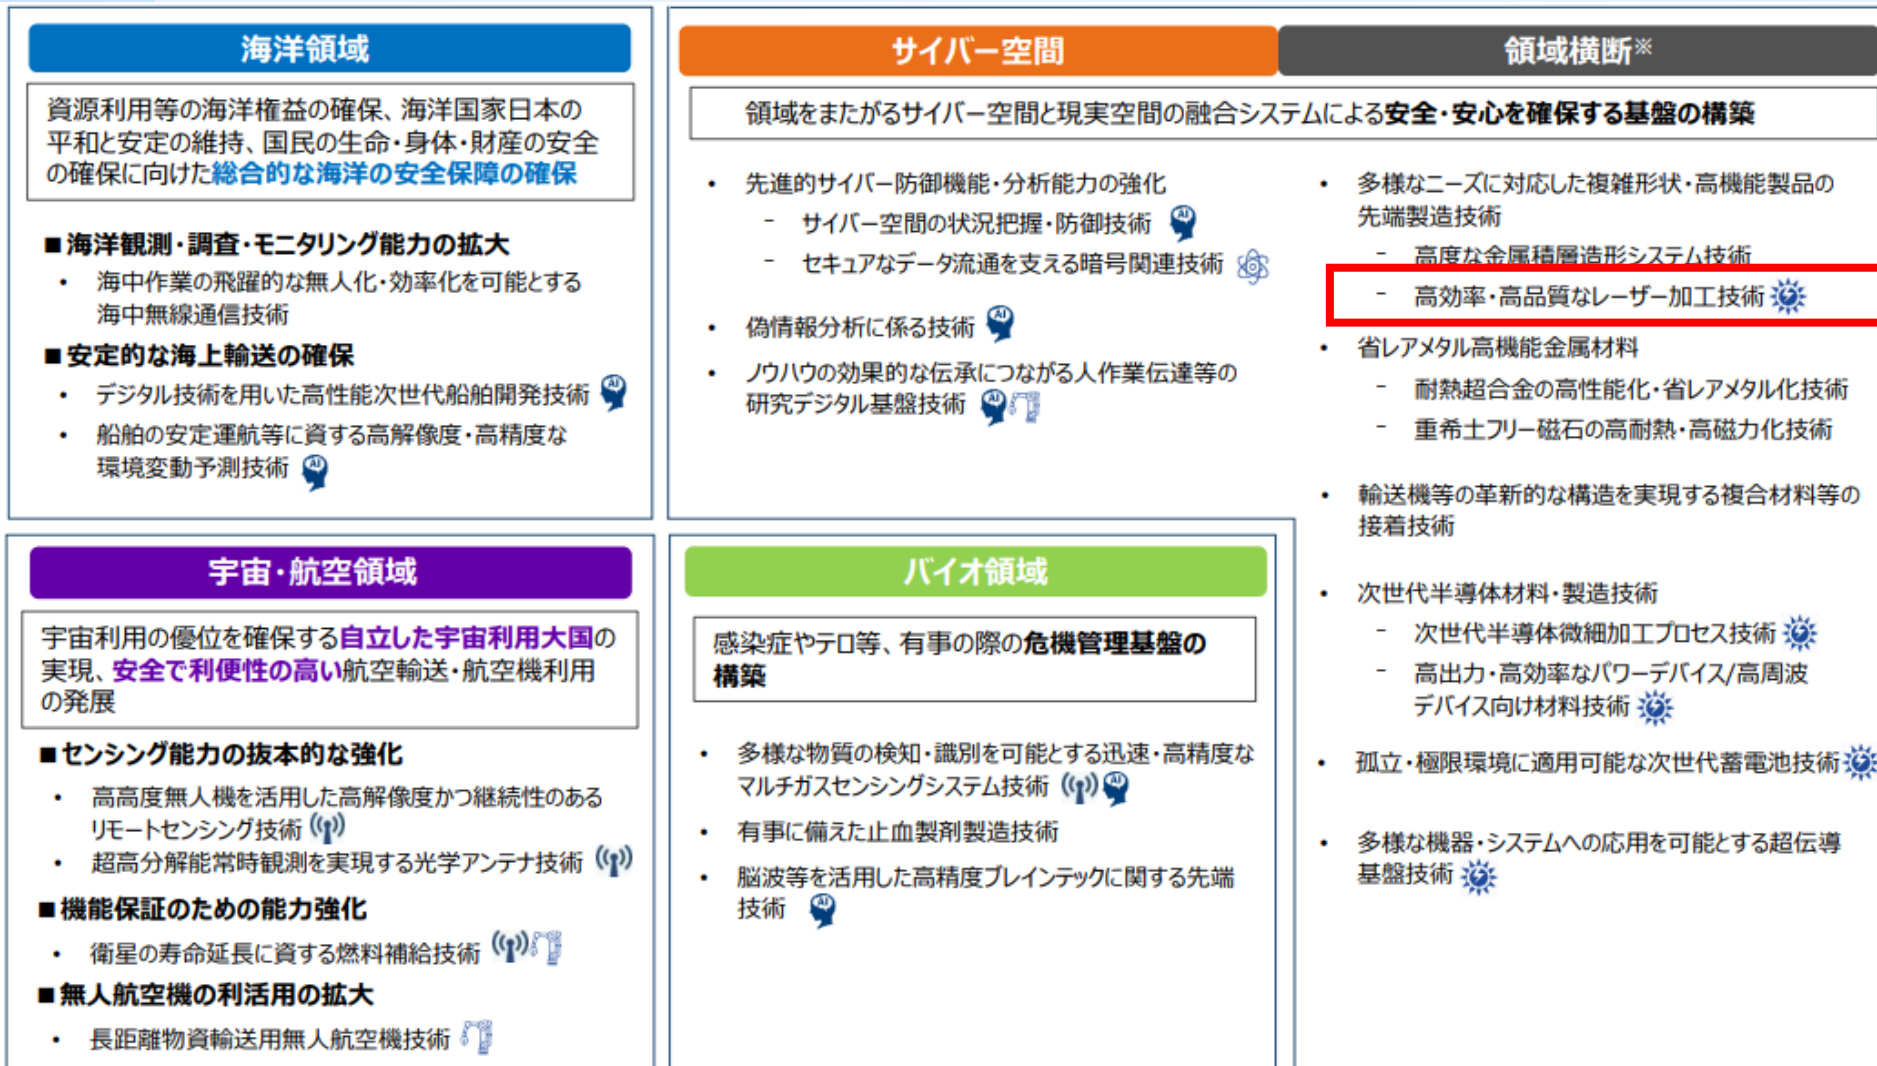 海洋領域
資源利用等の海洋権益の確保、海洋国家日本の
平和と安定の維持、国民の生命・身体・財産の安全
の確保に向けた総合的な海洋の安全保障の確保
■海洋観測・調査・モニタリング能力の拡大
• 海中作業の飛躍的な無人化・効率化を可能とする
海中無線通信技術
■安定的な海上輸送の確保
• デジタル技術を用いた高性能次世代船舶開発技術 AI
• 船舶の安定運航等に資する高解像度・高精度な
環境変動予測技術 AI
サイバー空間
領域横断※
領域をまたがるサイバー空間と現実空間の融合システムによる安全・安心を確保する基盤の構築
• 先進的サイバー防御機能・分析能力の強化
- サイバー空間の状況把握・防御技術 AI
- セキュアなデータ流通を支える暗号関連技術
• 偽情報分析に係る技術 AI
• ノウハウの効果的な伝承につながる人作業伝達等の
研究デジタル基盤技術 AI
• 多様なニーズに対応した複雑形状・高機能製品の
先端製造技術
- 高度な金属積層造形システム技術
- 高効率・高品質なレーザー加工技術
• 省レアメタル高機能金属材料
- 耐熱超合金の高性能化・省レアメタル化技術
- 重希土フリー磁石の高耐熱・高磁力化技術
• 輸送機等の革新的な構造を実現する複合材料等の
接着技術
• 次世代半導体材料・製造技術
- 次世代半導体微細加工プロセス技術
- 高出力・高効率なパワーデバイス/高周波
デバイス向け材料技術
• 孤立・極限環境に適用可能な次世代蓄電池技術
• 多様な機器・システムへの応用を可能とする超伝導
基盤技術
宇宙・航空領域
宇宙利用の優位を確保する自立した宇宙利用大国の
実現、安全で利便性の高い航空輸送・航空機利用
の発展
■センシング能力の抜本的な強化
• 高高度無人機を活用した高解像度かつ継続性のある
リモートセンシング技術
• 超高分解能常時観測を実現する光学アンテナ技術
■機能保証のための能力強化
• 衛星の寿命延長に資する燃料補給技術
■無人航空機の利活用の拡大
• 長距離物資輸送用無人航空機技術
バイオ領域
感染症やテロ等、有事の際の危機管理基盤の
構築
• 多様な物質の検知・識別を可能とする迅速・高精度な
マルチガスセンシングシステム技術 AI
• 有事に備えた止血製剤製造技術
• 脳波等を活用した高精度ブレインテックに関する先端
技術 AI